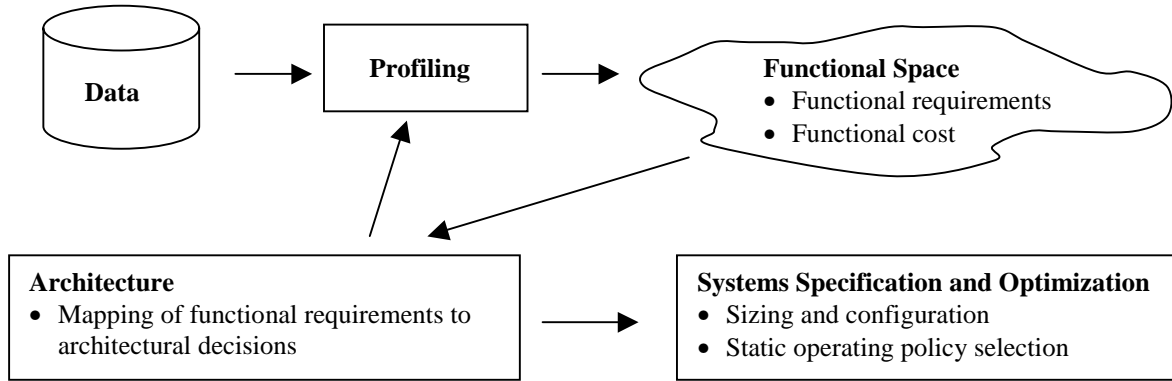 Data
Profiling
Functional Space
• Functional requirements
• Functional cost
Architecture
• Mapping of functional requirements to
architectural decisions
Systems Specification and Optimization
• Sizing and configuration
• Static operating policy selection